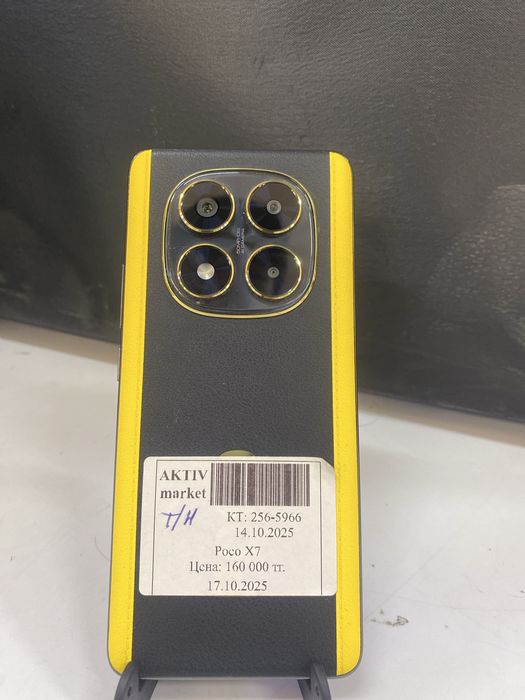 AKTIV
market
Т/Н
КТ: 256-5966
14.10.2025
Poco X7
Цена: 160 000 тг.
17.10.2025